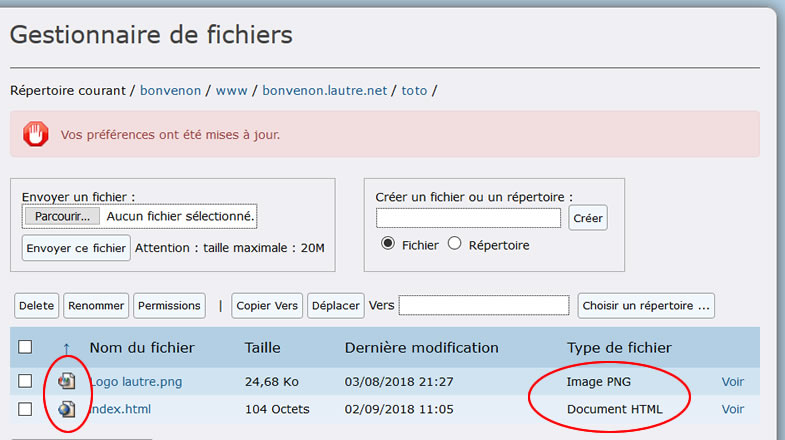 Gestionnaire de fichiers
Répertoire courant / bonvenon / www / bonvenon.lautre.net / toto /
Vos préférences ont été mises à jour.
Envoyer un fichier :
Parcourir... Aucun fichier sélectionné.
Envoyer ce fichier Attention : taille maximale : 20M
Créer un fichier ou un répertoire :
Créer
Fichier Répertoire
Delete Renommer Permissions | Copier Vers Déplacer Vers Choisir un répertoire ...
↑ Nom du fichier Taille Dernière modification Type de fichier
Logo lautre.png 24,68 Ko 03/08/2018 21:27 Image PNG Voir
index.html 104 Octets 02/09/2018 11:05 Document HTML Voir